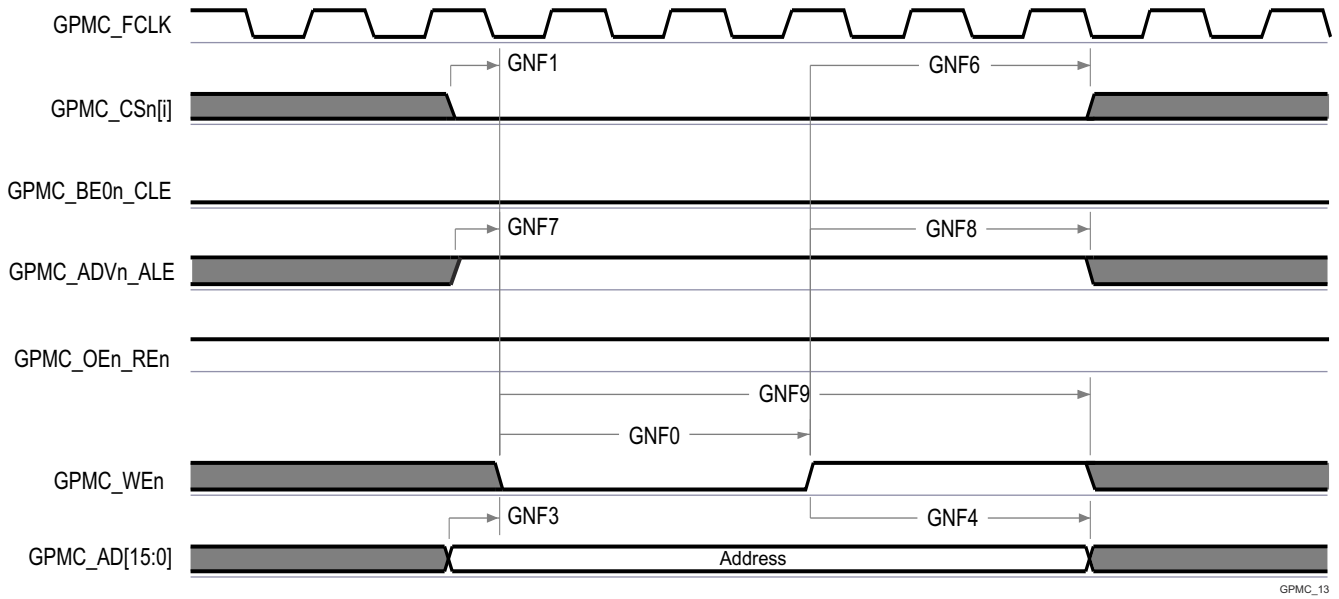 GPMC_FCLK
GNF1
GNF6
GPMC_CSn[i]
GPMC_BE0n_CLE
GNF7
GNF8
GPMC_ADVn_ALE
GPMC_OEn_REn
GNF9
GNF0
GPMC_WEn
GNF3
GNF4
GPMC_AD[15:0]
Address
GPMC_13